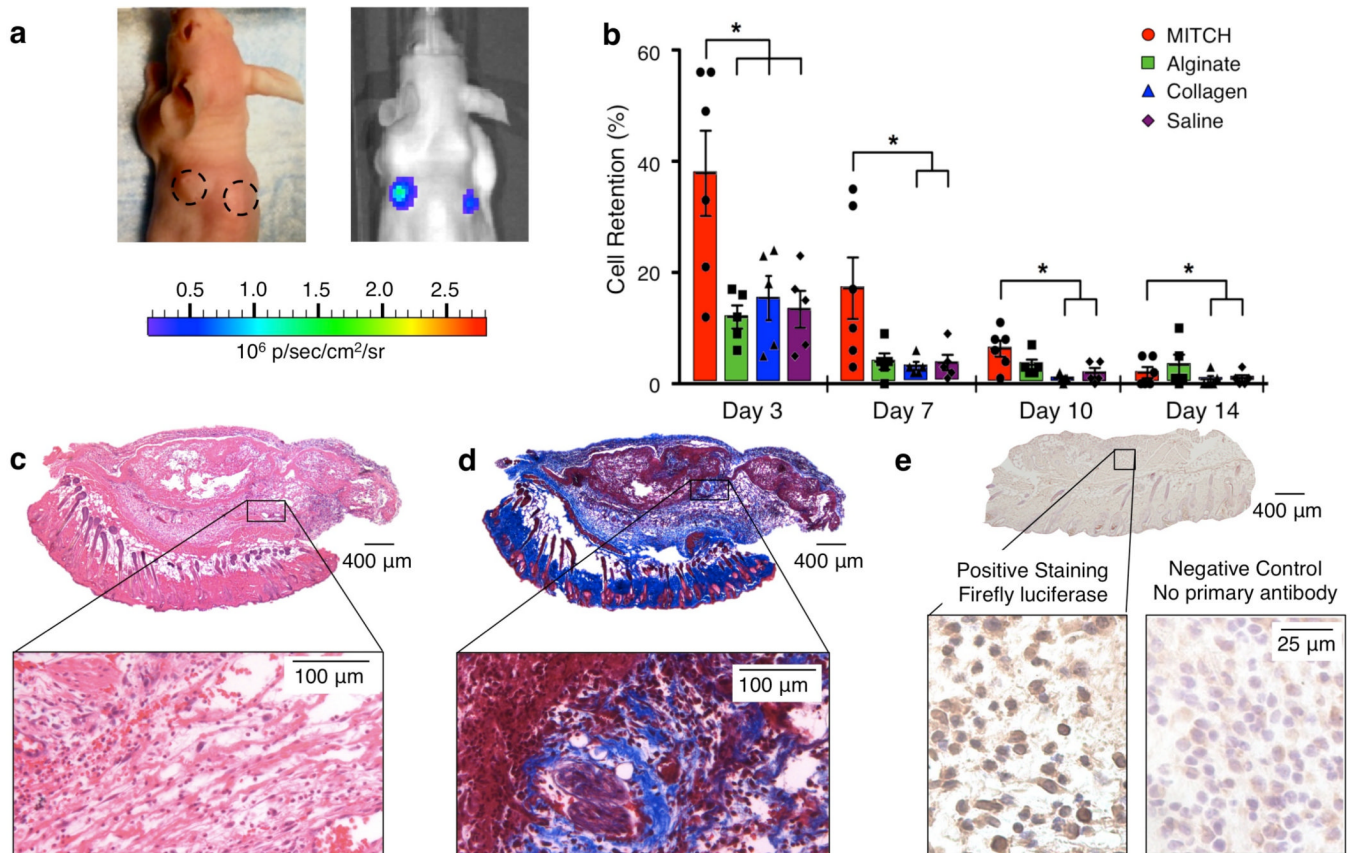 a
0.5 1.0 1.5 2.0 2.5
10⁶ p/sec/cm²/sr
b
Cell Retention (%)
60
40
20
0
*
*
*
*
MITCH
Alginate
Collagen
Saline
Day 3 Day 7 Day 10 Day 14
c
400 µm
100 µm
d
400 µm
100 µm
e
400 µm
Positive Staining
Firefly luciferase
Negative Control
No primary antibody
25 µm